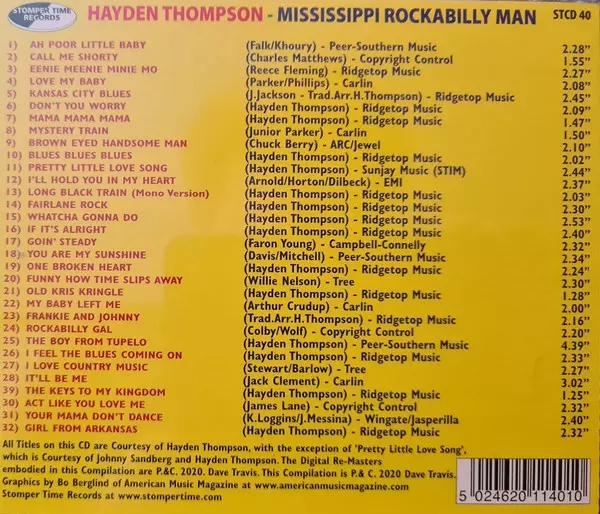 STOMPER TIME RECORDS
HAYDEN THOMPSON - MISSISSIPPI ROCKABILLY MAN STCD 40
1) AH POOR LITTLE BABY (Falk/Khoury) - Peer-Southern Music 2.28"
2) CALL ME SHORTY (Charles Matthews) - Copyright Control 1.55"
3) EENIE MEENIE MINIE MO (Reece Fleming) - Ridgetop Music 2.27"
4) LOVE MY BABY (Parker/Phillips) - Carlin 2.08"
5) KANSAS CITY BLUES (J.Jackson - Trad.Arr.H.Thompson) - Ridgetop Music 2.45"
6) DON'T YOU WORRY (Hayden Thompson) - Ridgetop Music 2.09"
7) MAMA MAMA MAMA (Hayden Thompson) - Ridgetop Music 1.47"
8) MYSTERY TRAIN (Junior Parker) - Carlin 1.50"
9) BROWN EYED HANDSOME MAN (Chuck Berry) - ARC/Jewel 2.10"
10) BLUES BLUES BLUES (Hayden Thompson) - Ridgetop Music 2.02"
11) PRETTY LITTLE LOVE SONG (Hayden Thompson) - Sunjay Music (STIM) 2.44"
12) I'LL HOLD YOU IN MY HEART (Arnold/Horton/Dilbeck) - EMI 2.37"
13) LONG BLACK TRAIN (Mono Version) (Hayden Thompson) - Ridgetop Music 2.03"
14) FAIRLANE ROCK (Hayden Thompson) - Ridgetop Music 2.30"
15) WHATCHA GONNA DO (Hayden Thompson) - Ridgetop Music 2.53"
16) IF IT'S ALRIGHT (Hayden Thompson) - Ridgetop Music 2.40"
17) GOIN' STEADY (Faron Young) - Campbell-Connelly 2.32"
18) YOU ARE MY SUNSHINE (Davis/Mitchell) - Peer-Southern Music 2.34"
19) ONE BROKEN HEART (Hayden Thompson) - Ridgetop Music 2.24"
20) FUNNY HOW TIME SLIPS AWAY (Willie Nelson) - Tree 2.30"
21) OLD KRIS KRINGLE (Hayden Thompson) - Ridgetop Music 1.28"
22) MY BABY LEFT ME (Arthur Crudup) - Carlin 2.00"
23) FRANKIE AND JOHNNY (Trad.Arr.H.Thompson) - Ridgetop Music 2.16"
24) ROCKABILLY GAL (Colby/Wolf) - Copyright Control 2.20"
25) THE BOY FROM TUPELO (Hayden Thompson) - Peer-Southern Music 4.39"
26) I FEEL THE BLUES COMING ON (Hayden Thompson) - Ridgetop Music 2.33"
27) I LOVE COUNTRY MUSIC (Stewart/Barlow) - Tree 2.27"
28) IT'LL BE ME (Jack Clement) - Carlin 3.02"
39) THE KEYS TO MY KINGDOM (Hayden Thompson) - Ridgetop Music 1.25"
30) ACT LIKE YOU LOVE ME (James Lane) - Copyright Control 2.30"
31) YOUR MAMA DON'T DANCE (K.Loggins/J.Messina) - Wingate/Jasperilla 2.40"
32) GIRL FROM ARKANSAS (Hayden Thompson) - Ridgetop Music 2.32"
All Titles on this CD are Courtesy of Hayden Thompson, with the exception of 'Pretty Little Love Song',
which is Courtesy of Johnny Sandberg and Hayden Thompson. The Digital Re-Masters
embodied in this Compilation are P.&C. 2020. Dave Travis. This Compilation is P.& C. 2020 Dave Travis.
Graphics by Bo Berglind of American Music Magazine at www.americanmusicmagazine.com
Stomper Time Records at www.stompertime.com
5 024620 114010